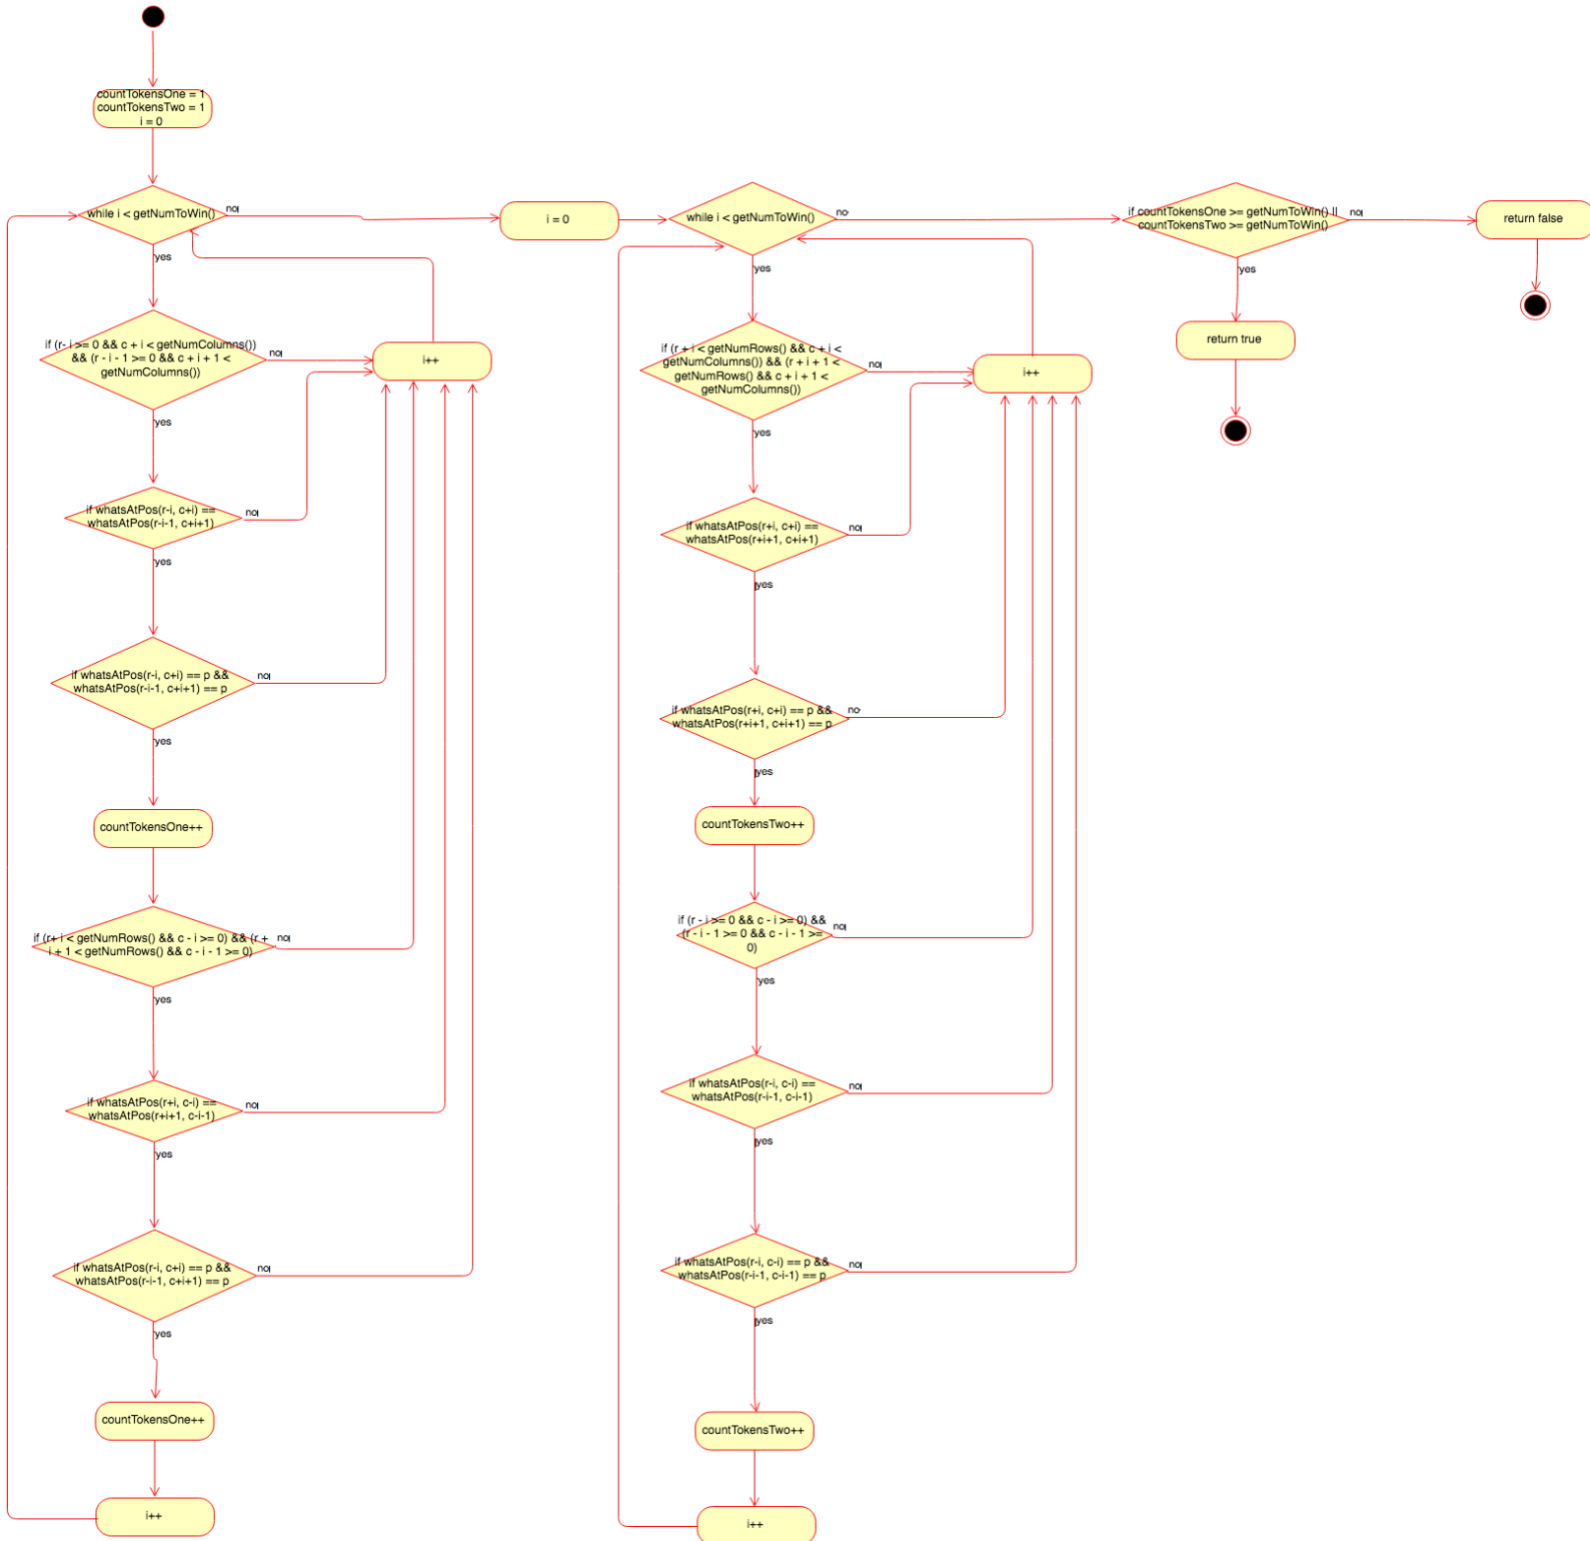 countTokensOne = 1
countTokensTwo = 1
i = 0
while i < getNumToWin()
no
yes
if (r- i >= 0 && c + i < getNumColumns())
&& (r - i - 1 >= 0 && c + i + 1 <
getNumColumns())
no
yes
i++
if whatsAtPos(r-i, c+i) ==
whatsAtPos(r-i-1, c+i+1)
no
yes
if whatsAtPos(r-i, c+i) == p &&
whatsAtPos(r-i-1, c+i+1) == p
no
yes
countTokensOne++
if (r+ i < getNumRows() && c - i >= 0) && (r +
i + 1 < getNumRows() && c - i - 1 >= 0)
no
yes
if whatsAtPos(r+i, c-i) ==
whatsAtPos(r+i+1, c-i-1)
no
yes
if whatsAtPos(r-i, c+i) == p &&
whatsAtPos(r-i-1, c+i+1) == p
no
yes
countTokensOne++
i++
i = 0
while i < getNumToWin()
no
yes
if (r + i < getNumRows() && c + i <
getNumColumns()) && (r + i + 1 <
getNumRows() && c + i + 1 <
getNumColumns())
no
yes
i++
if whatsAtPos(r+i, c+i) ==
whatsAtPos(r+i+1, c+i+1)
no
yes
if whatsAtPos(r+i, c+i) == p &&
whatsAtPos(r+i+1, c+i+1) == p
no
yes
countTokensTwo++
if (r - i >= 0 && c - i >= 0) &&
(r - i - 1 >= 0 && c - i - 1 >=
0)
no
yes
if whatsAtPos(r-i, c-i) ==
whatsAtPos(r-i-1, c-i-1)
no
yes
if whatsAtPos(r-i, c-i) == p &&
whatsAtPos(r-i-1, c-i-1) == p
no
yes
countTokensTwo++
i++
if countTokensOne >= getNumToWin() ||
countTokensTwo >= getNumToWin()
no
yes
return true
return false